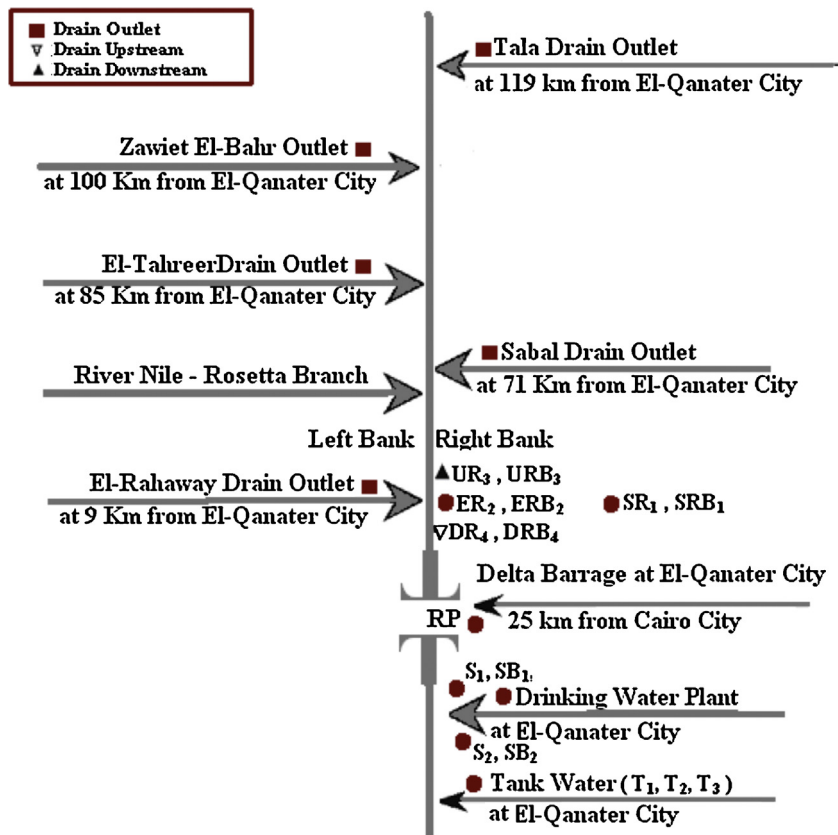 Drain Outlet
Drain Upstream
Drain Downstream
Tala Drain Outlet
at 119 km from El-Qanater City
Zawiet El-Bahr Outlet
at 100 Km from El-Qanater City
El-TahreerDrain Outlet
at 85 Km from El-Qanater City
Sabal Drain Outlet
at 71 Km from El-Qanater City
River Nile - Rosetta Branch
Left Bank Right Bank
El-Rahaway Drain Outlet
at 9 Km from El-Qanater City
UR₃ , URB₃
ER₂ , ERB₂
SR₁ , SRB₁
DR₄ , DRB₄
Delta Barrage at El-Qanater City
RP
25 km from Cairo City
S₁, SB₁.
Drinking Water Plant
at El-Qanater City
S₂, SB₂
Tank Water (T₁, T₂, T₃)
at El-Qanater City